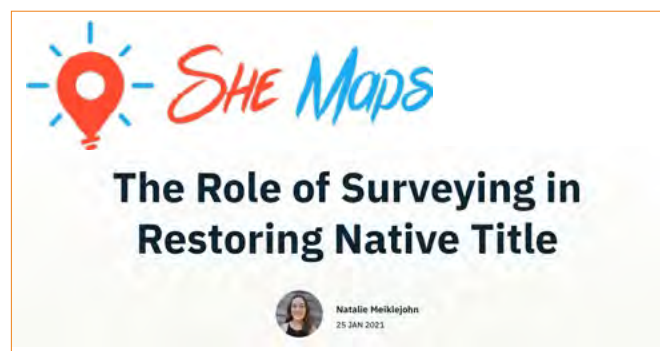 SHE MAPS
The Role of Surveying in
Restoring Native Title
Natalie Meiklejohn
25 JAN 2021